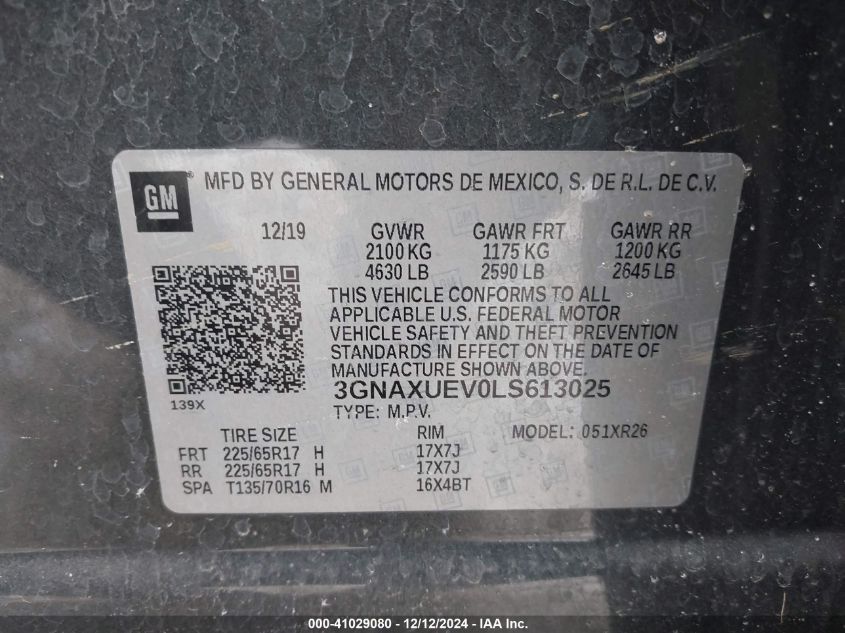 GM
MFD BY GENERAL MOTORS DE MEXICO, S. DE R.L. DE C.V.
12/19 GVWR GAWR FRT GAWR RR
2100 KG 1175 KG 1200 KG
4630 LB 2590 LB 2645 LB
THIS VEHICLE CONFORMS TO ALL
APPLICABLE U.S. FEDERAL MOTOR
VEHICLE SAFETY AND THEFT PREVENTION
STANDARDS IN EFFECT ON THE DATE OF
MANUFACTURE SHOWN ABOVE.
139X
3GNAXUEV0LS613025
TYPE: M.P.V.
TIRE SIZE RIM MODEL: 051XR26
FRT 225/65R17 H 17X7J
RR 225/65R17 H 17X7J
SPA T135/70R16 M 16X4BT
000-41029080 - 12/12/2024 - IAA Inc.